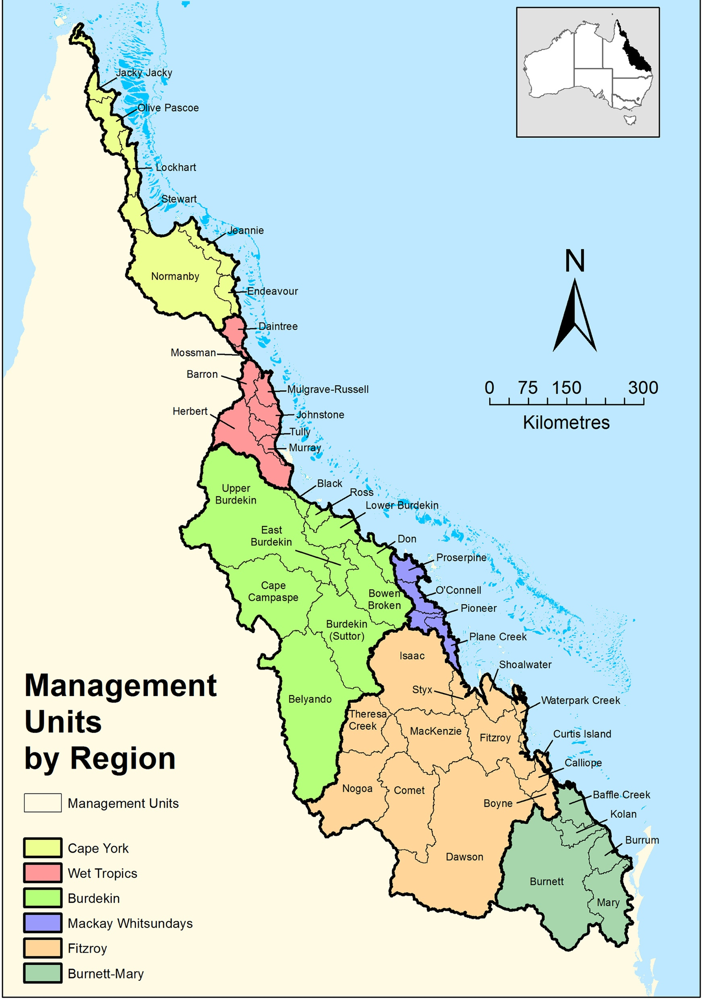 Jacky Jacky
Olive Pascoe
Lockhart
Stewart
Jeannie
N
Normanby
Endeavour
Daintree
Mossman
Barron
0 75 150 300
Mulgrave-Russell
Herbert
Johnstone
Kilometres
Tully
Murray
Black
Upper
Burdekin
Ross
Lower Burdekin
East
Burdekin
Don
Proserpine
Cape
Campaspe
O'Connell
Bowen
Broken
Pioneer
Burdekin
(Suttor)
Plane Creek
Isaac
Shoalwater
Styx
Belyando
Waterpark Creek
Theresa
Creek
MacKenzie
Fitzroy
Curtis Island
Calliope
Nogoa
Comet
Boyne
Baffle Creek
Kolan
Burrum
Dawson
Burnett
Mary
Management
Units
by Region
Management Units
Cape York
Wet Tropics
Burdekin
Mackay Whitsundays
Fitzroy
Burnett-Mary